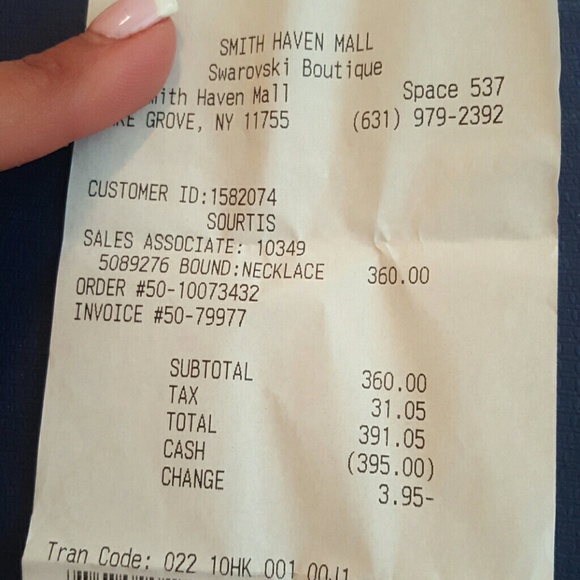 SMITH HAVEN MALL
Swarovski Boutique
Haven Mall Space 537
GROVE, NY 11755 (631) 979-2392
CUSTOMER ID:1582074
SOURTIS
SALES ASSOCIATE: 10349
5089276 BOUND:NECKLACE 360.00
ORDER #50-10073432
INVOICE #50-79977
SUBTOTAL 360.00
TAX 31.05
TOTAL 391.05
CASH (395.00)
CHANGE 3.95-
Tran Code: 022 10HK 001